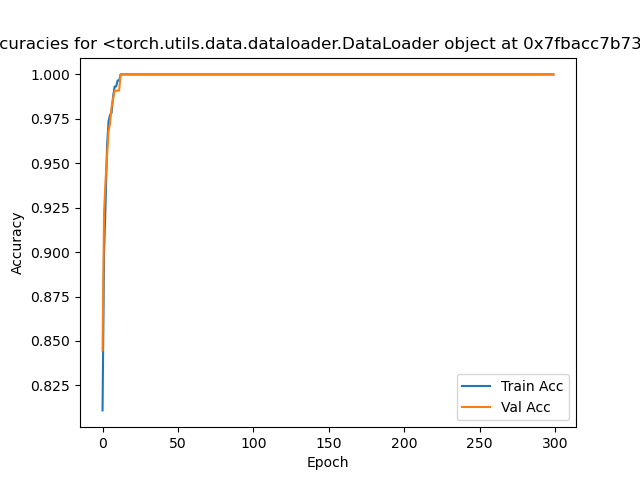 curacies for <torch.utils.data.dataloader.DataLoader object at 0x7fbacc7b73
1.000
0.975
0.950
0.925
0.900
0.875
0.850
0.825
Accuracy
Train Acc
Val Acc
0 50 100 150 200 250 300
Epoch